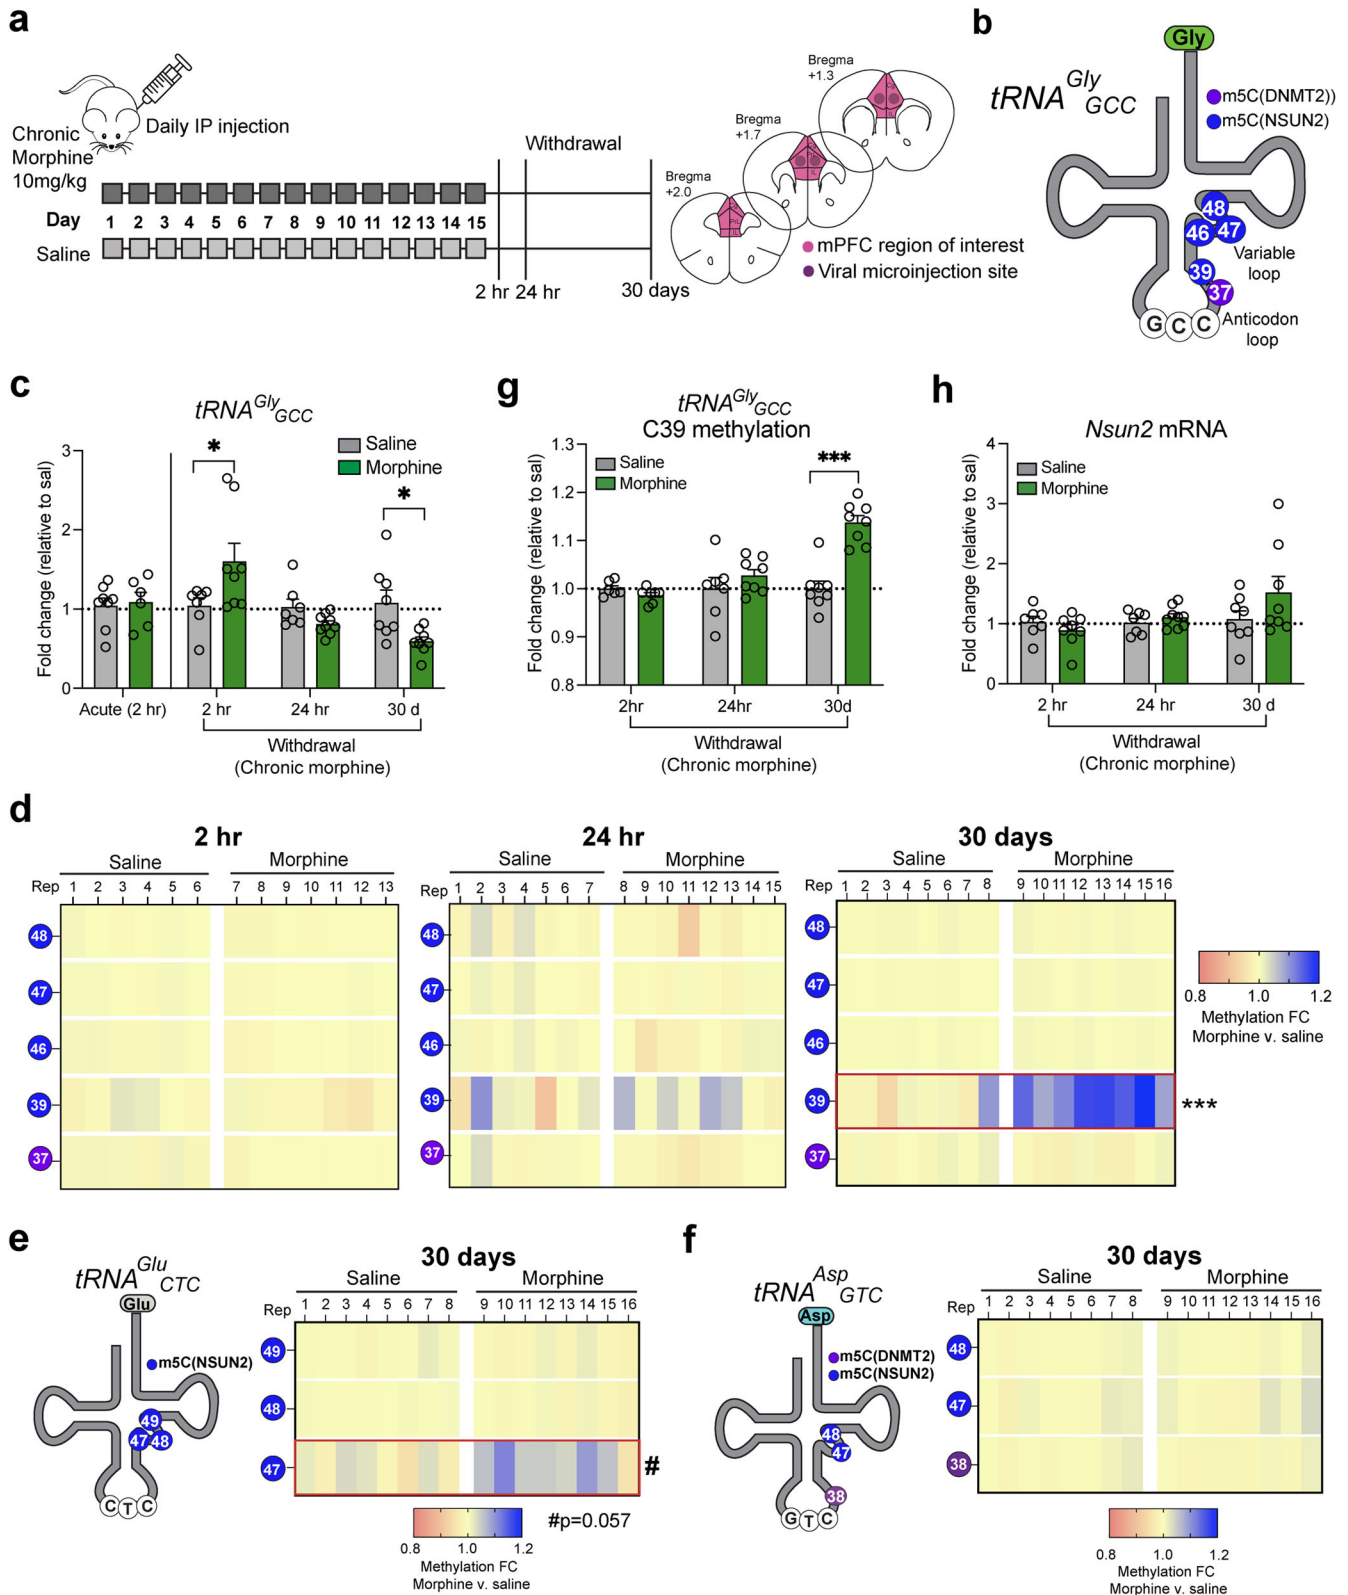 a
Daily IP injection
Chronic
Morphine
10mg/kg
Day
1 2 3 4 5 6 7 8 9 10 11 12 13 14 15
Saline
Withdrawal
2 hr 24 hr
30 days
Bregma
+1.3
Bregma
+1.7
Bregma
+2.0
mPFC region of interest
Viral microinjection site
b
Gly
tRNA Gly GCC
m5C(DNMT2))
m5C(NSUN2)
48
46 47
Variable
loop
39
37
G C C
Anticodon
loop
c
tRNA Gly GCC
Saline
Morphine
Fold change (relative to sal)
3
2
1
0
*
*
Acute (2 hr) 2 hr 24 hr 30 d
Withdrawal
(Chronic morphine)
g
tRNA Gly GCC
C39 methylation
Saline
Morphine
Fold change (relative to sal)
1.3
1.2
1.1
1.0
0.9
0.8
***
2hr 24hr 30d
Withdrawal
(Chronic morphine)
h
Nsun2 mRNA
Saline
Morphine
Fold change (relative to sal)
4
3
2
1
0
2 hr 24 hr 30 d
Withdrawal
(Chronic morphine)
d
2 hr
Saline Morphine
Rep 1 2 3 4 5 6 7 8 9 10 11 12 13
48
47
46
39
37
24 hr
Saline Morphine
Rep 1 2 3 4 5 6 7 8 9 10 11 12 13 14 15
48
47
46
39
37
30 days
Saline Morphine
Rep 1 2 3 4 5 6 7 8 9 10 11 12 13 14 15 16
48
47
46
39
***
37
0.8 1.0 1.2
Methylation FC
Morphine v. saline
e
tRNA Glu CTC
Glu
m5C(NSUN2)
49
47 48
C T C
30 days
Saline Morphine
Rep 1 2 3 4 5 6 7 8 9 10 11 12 13 14 15 16
49
48
47
#
0.8 1.0 1.2
Methylation FC
Morphine v. saline
#p=0.057
f
tRNA Asp GTC
Asp
m5C(DNMT2)
m5C(NSUN2)
48
47
38
G T C
30 days
Saline Morphine
Rep 1 2 3 4 5 6 7 8 9 10 11 12 13 14 15 16
48
47
38
0.8 1.0 1.2
Methylation FC
Morphine v. saline